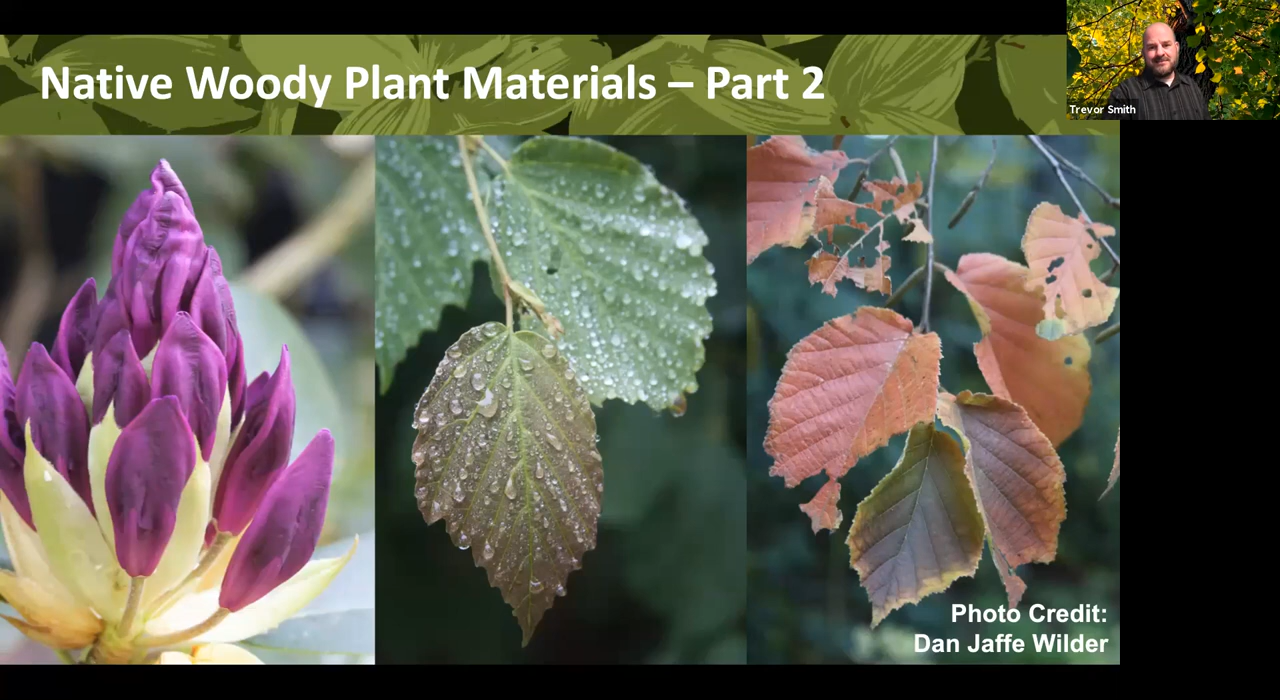 Native Woody Plant Materials – Part 2
Trevor Smith
Photo Credit:
Dan Jaffe Wilder